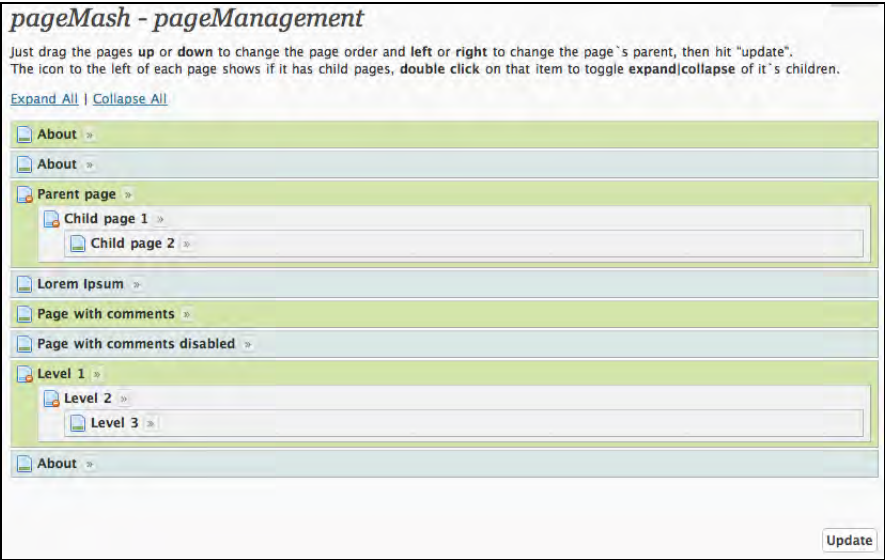 pageMash - pageManagement
Just drag the pages up or down to change the page order and left or right to change the page`s parent, then hit "update".
The icon to the left of each page shows if it has child pages, double click on that item to toggle expand|collapse of it`s children.
Expand All | Collapse All
About »
About »
Parent page »
Child page 1 »
Child page 2 »
Lorem Ipsum »
Page with comments »
Page with comments disabled »
Level 1 »
Level 2 »
Level 3 »
About »
Update